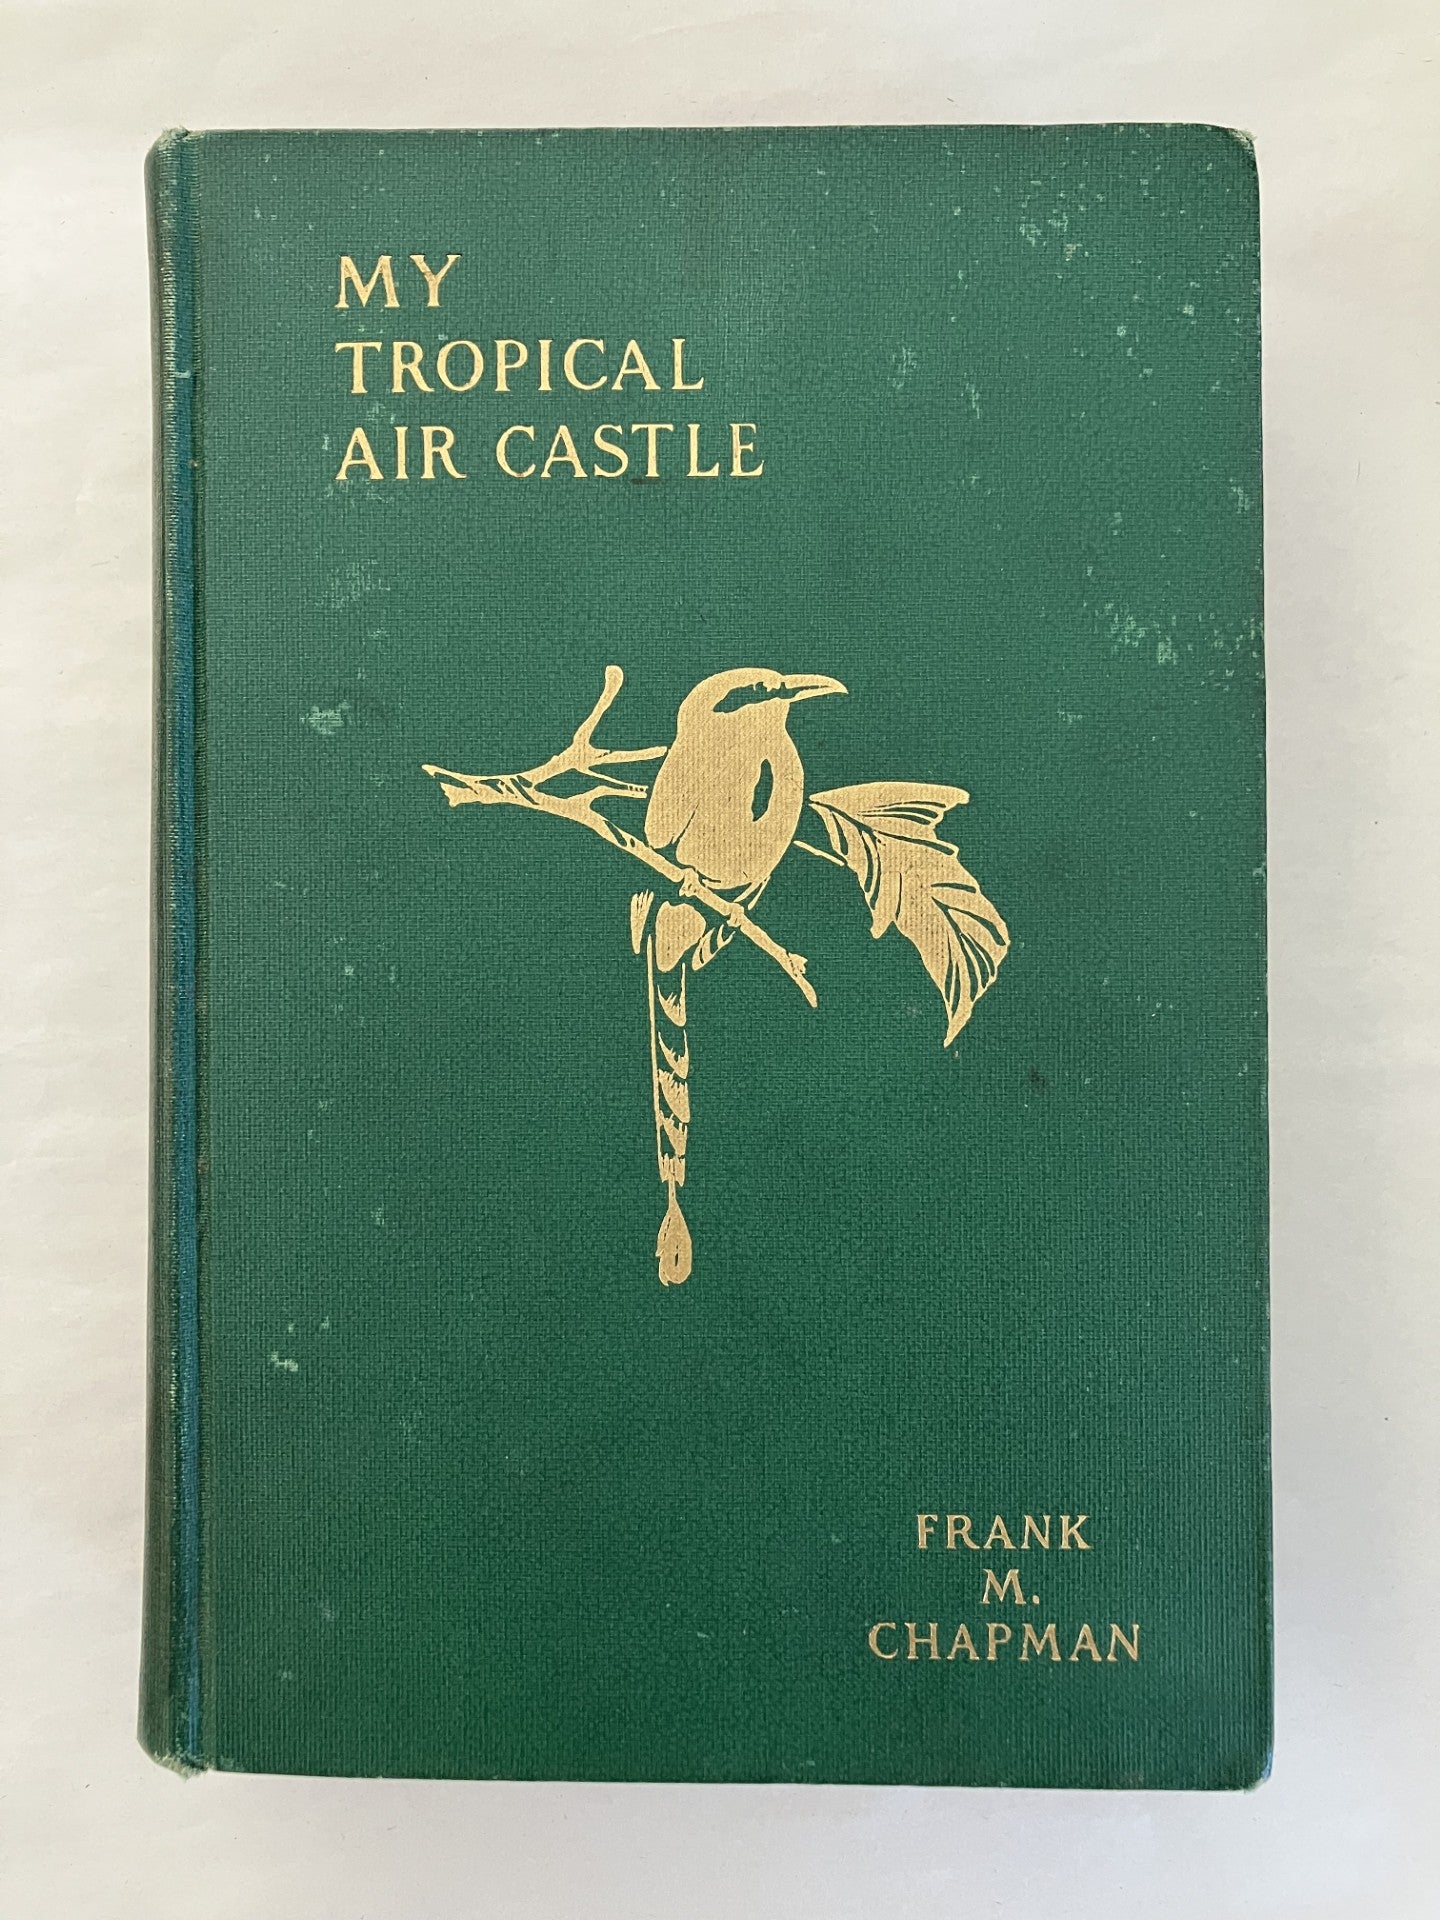 MY
TROPICAL
AIR CASTLE
FRANK
M.
CHAPMAN